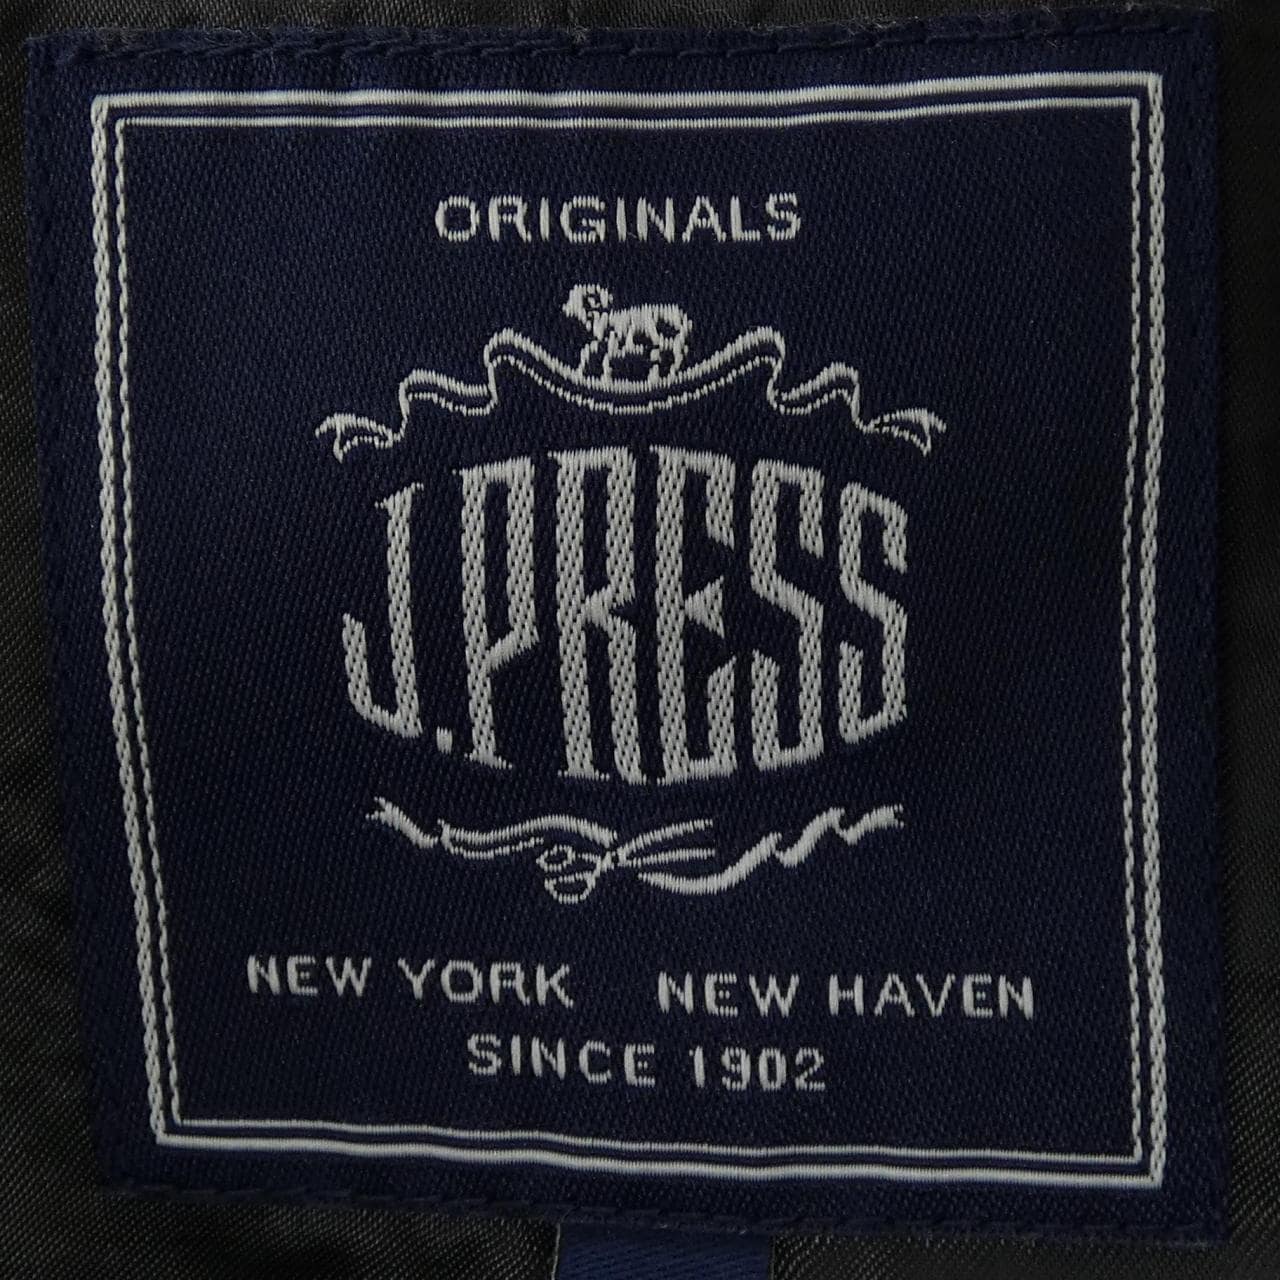 ORIGINALS
J.PRESS
NEW YORK NEW HAVEN
SINCE 1902